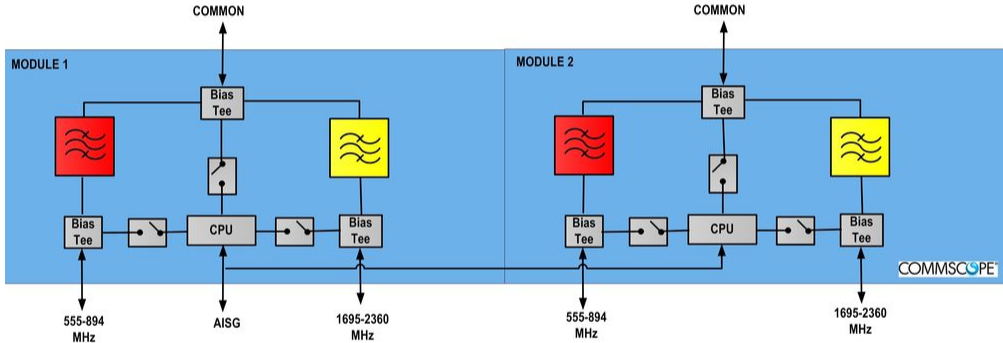 COMMON
COMMON
MODULE 1
MODULE 2
Bias
Tee
Bias
Tee
Bias
Tee
CPU
Bias
Tee
Bias
Tee
CPU
Bias
Tee
COMMSCOPE
555-894
MHz
AISG
1695-2360
MHz
555-894
MHz
1695-2360
MHz